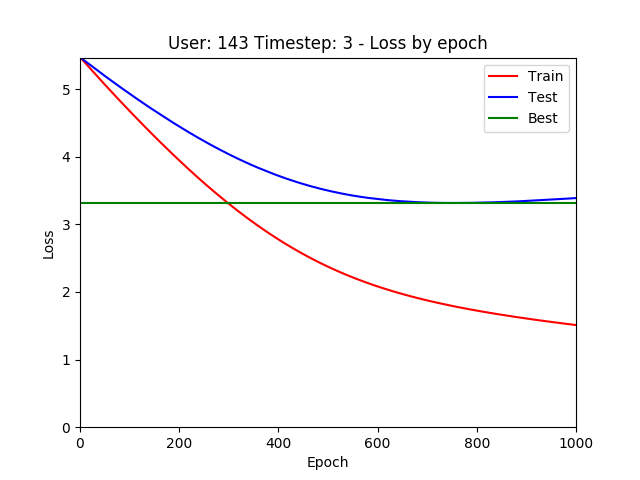 User: 143 Timestep: 3 - Loss by epoch
Train
Test
Best
5
4
3
2
1
0
Loss
0 200 400 600 800 1000
Epoch